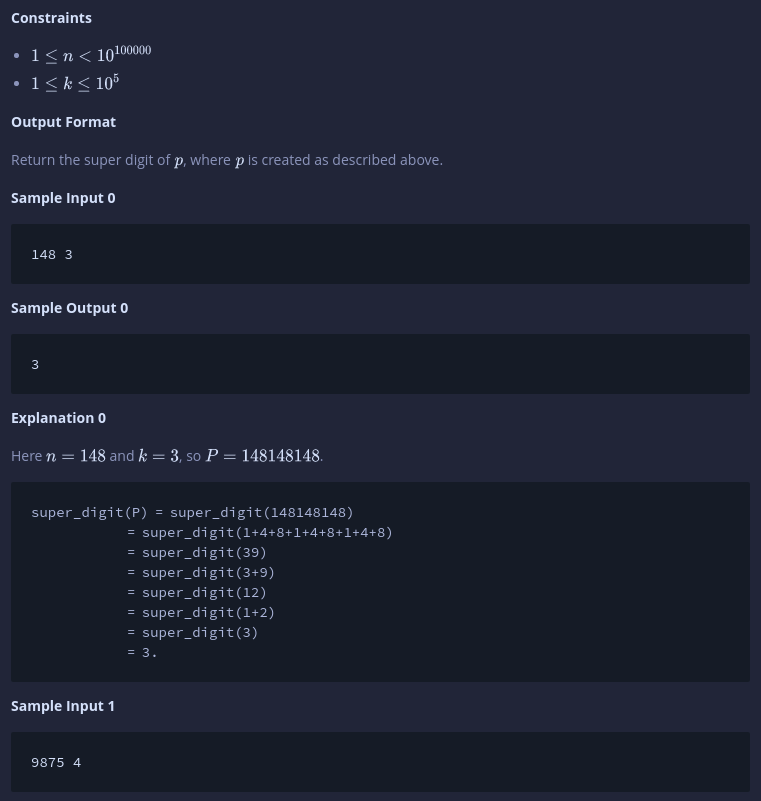 Constraints
• 1 ≤ n < 10^100000
• 1 ≤ k ≤ 10^5
Output Format
Return the super digit of p, where p is created as described above.
Sample Input 0
148 3
Sample Output 0
3
Explanation 0
Here n = 148 and k = 3, so P = 148148148.
super_digit(P) = super_digit(148148148)
= super_digit(1+4+8+1+4+8+1+4+8)
= super_digit(39)
= super_digit(3+9)
= super_digit(12)
= super_digit(1+2)
= super_digit(3)
= 3.
Sample Input 1
9875 4